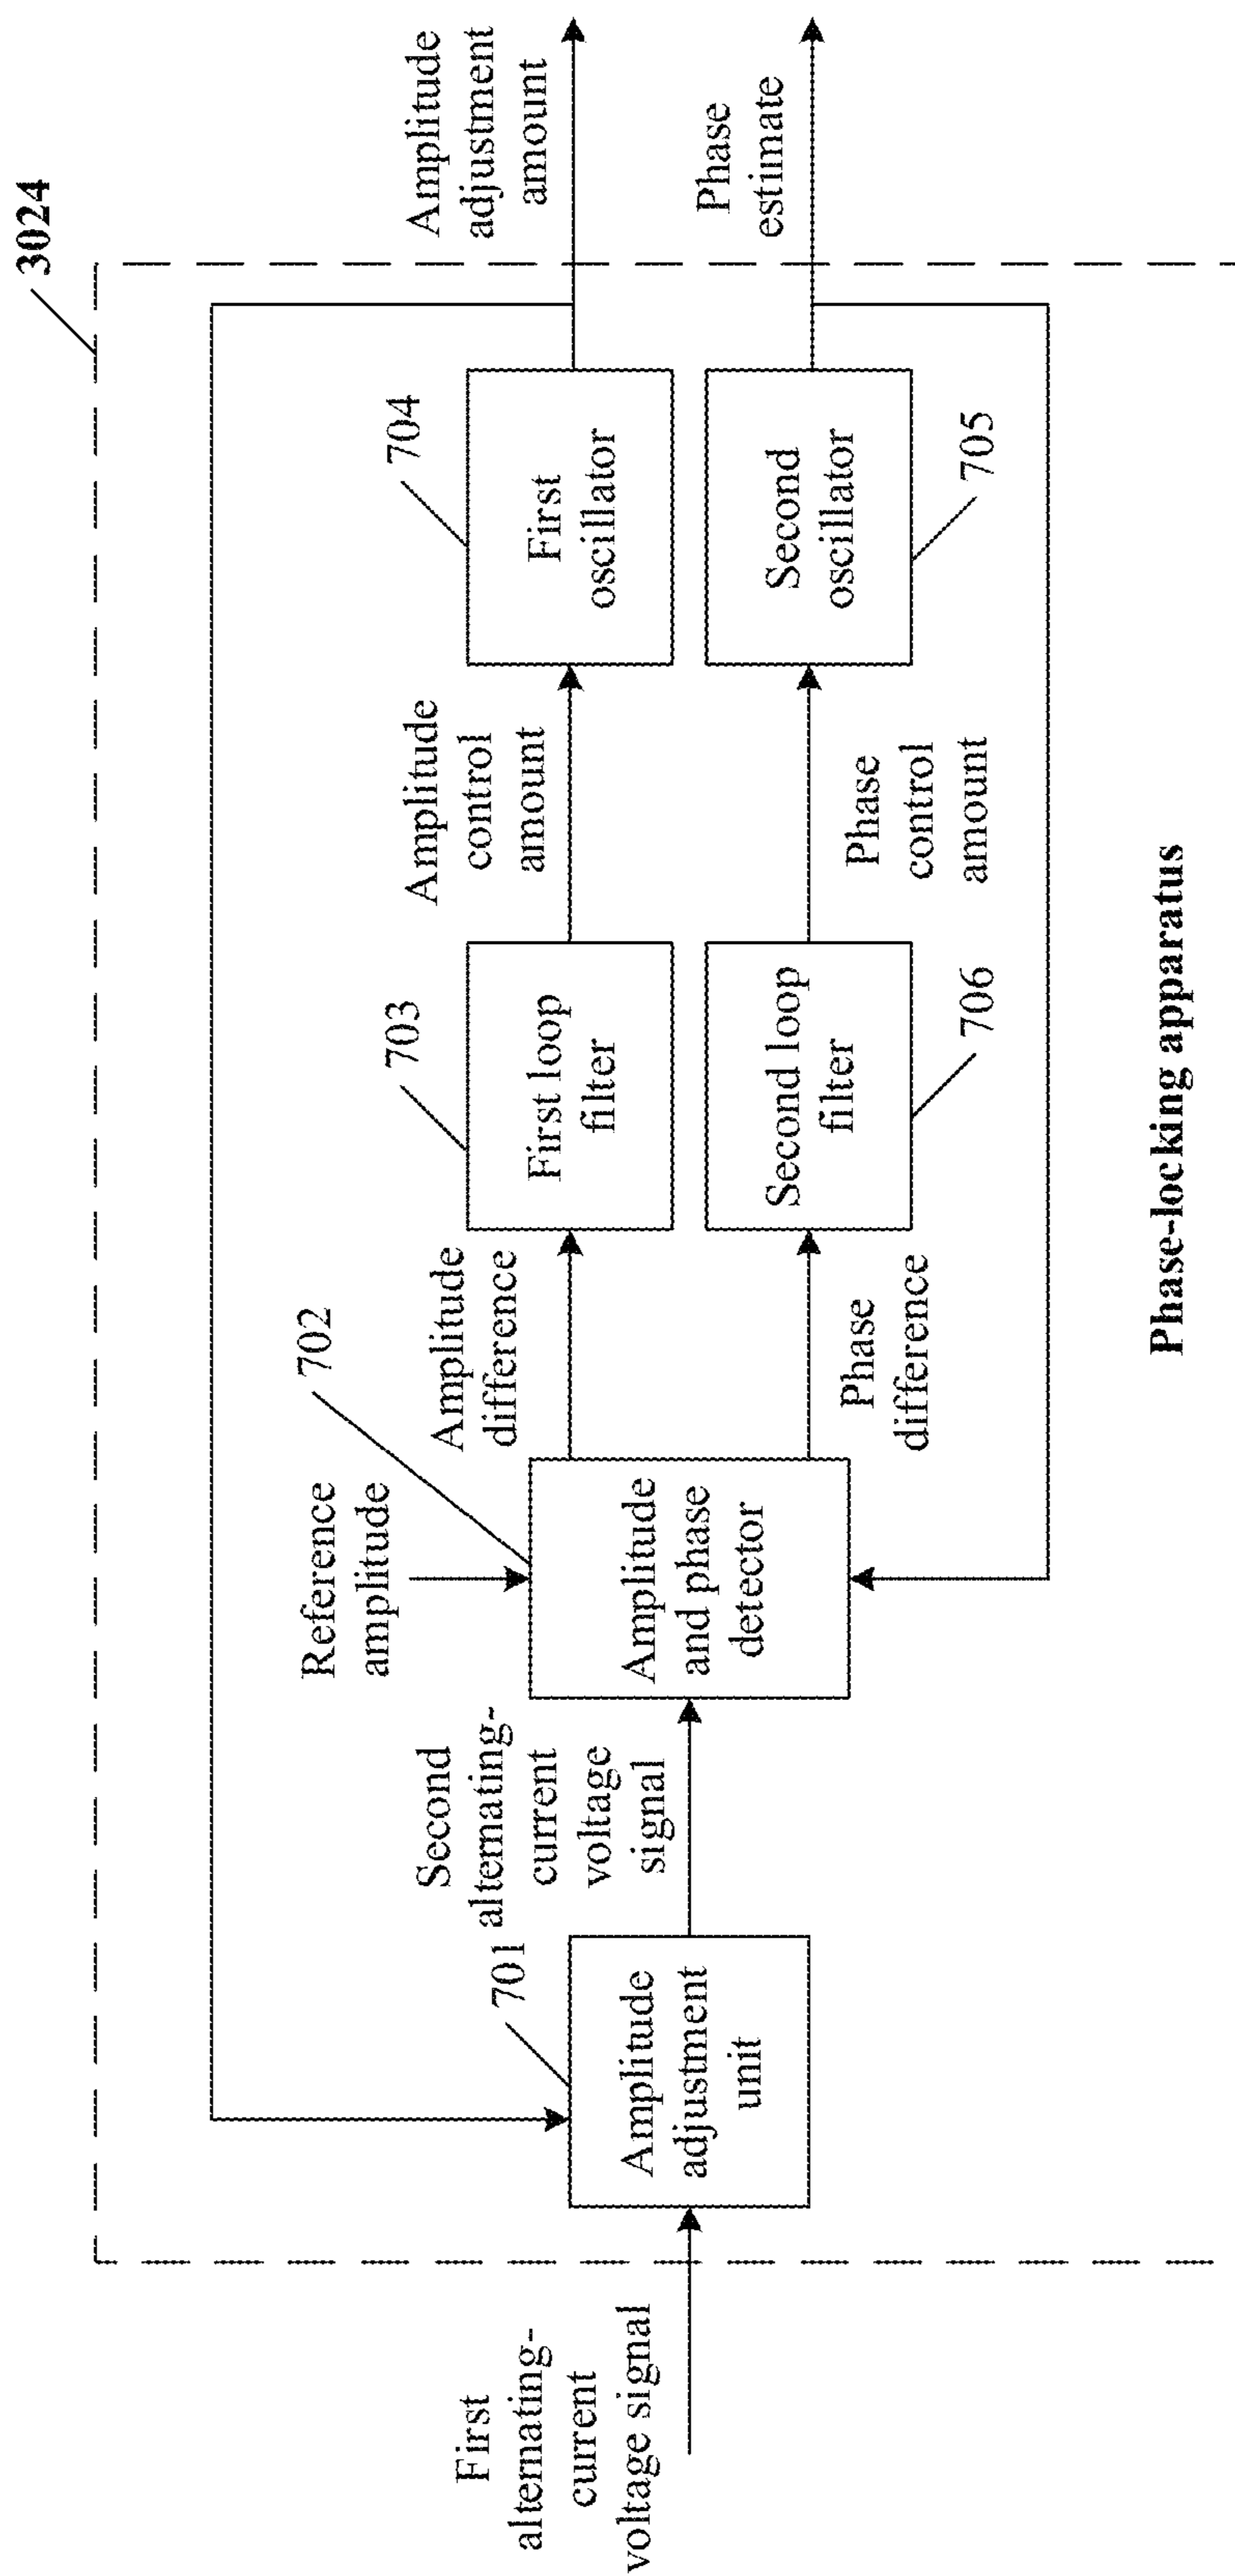 3024
First
alternating-
current
voltage signal
701
Amplitude
adjustment
unit
Second
alternating-
current
voltage
signal
Reference
amplitude
702
Amplitude
and phase
detector
Amplitude
difference
Phase
difference
703
First loop
filter
Second loop
filter
706
Amplitude
control
amount
Phase
control
amount
704
First
oscillator
Second
oscillator
705
Amplitude
adjustment
amount
Phase
estimate
Phase-locking apparatus